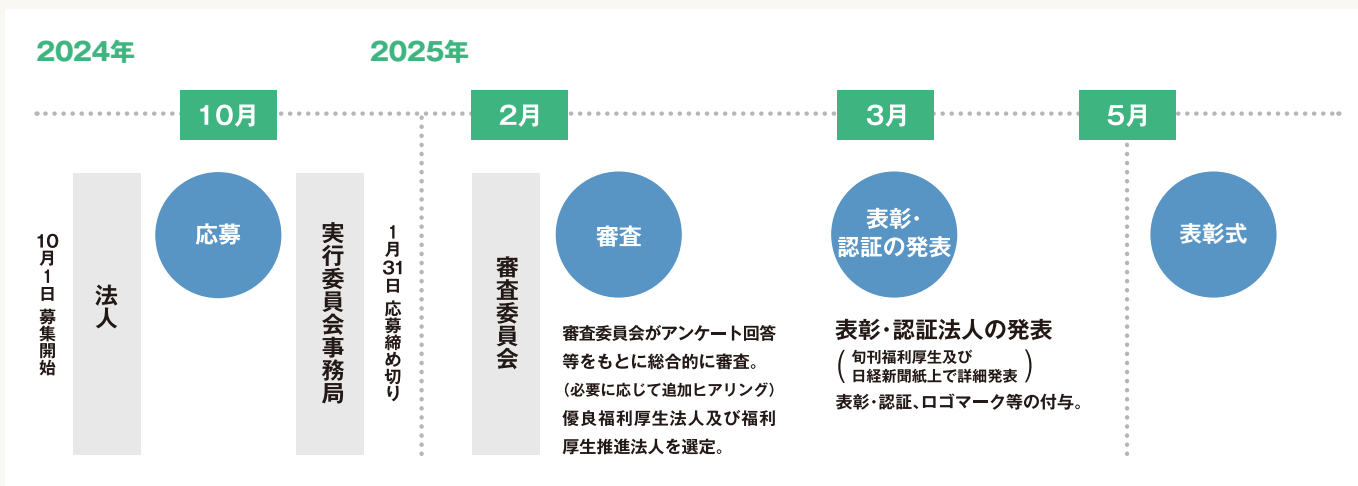 2024年
2025年
10月
2月
3月
5月
10月1日 募集開始
法人
応募
実行委員会事務局
1月31日 応募締め切り
審査委員会
審査
審査委員会がアンケート回答
等をもとに総合的に審査。
（必要に応じて追加ヒアリング）
優良福利厚生法人及び福利
厚生推進法人を選定。
表彰・
認証の発表
表彰・認証法人の発表
（旬刊福利厚生及び
日経新聞紙上で詳細発表）
表彰・認証、ロゴマーク等の付与。
表彰式